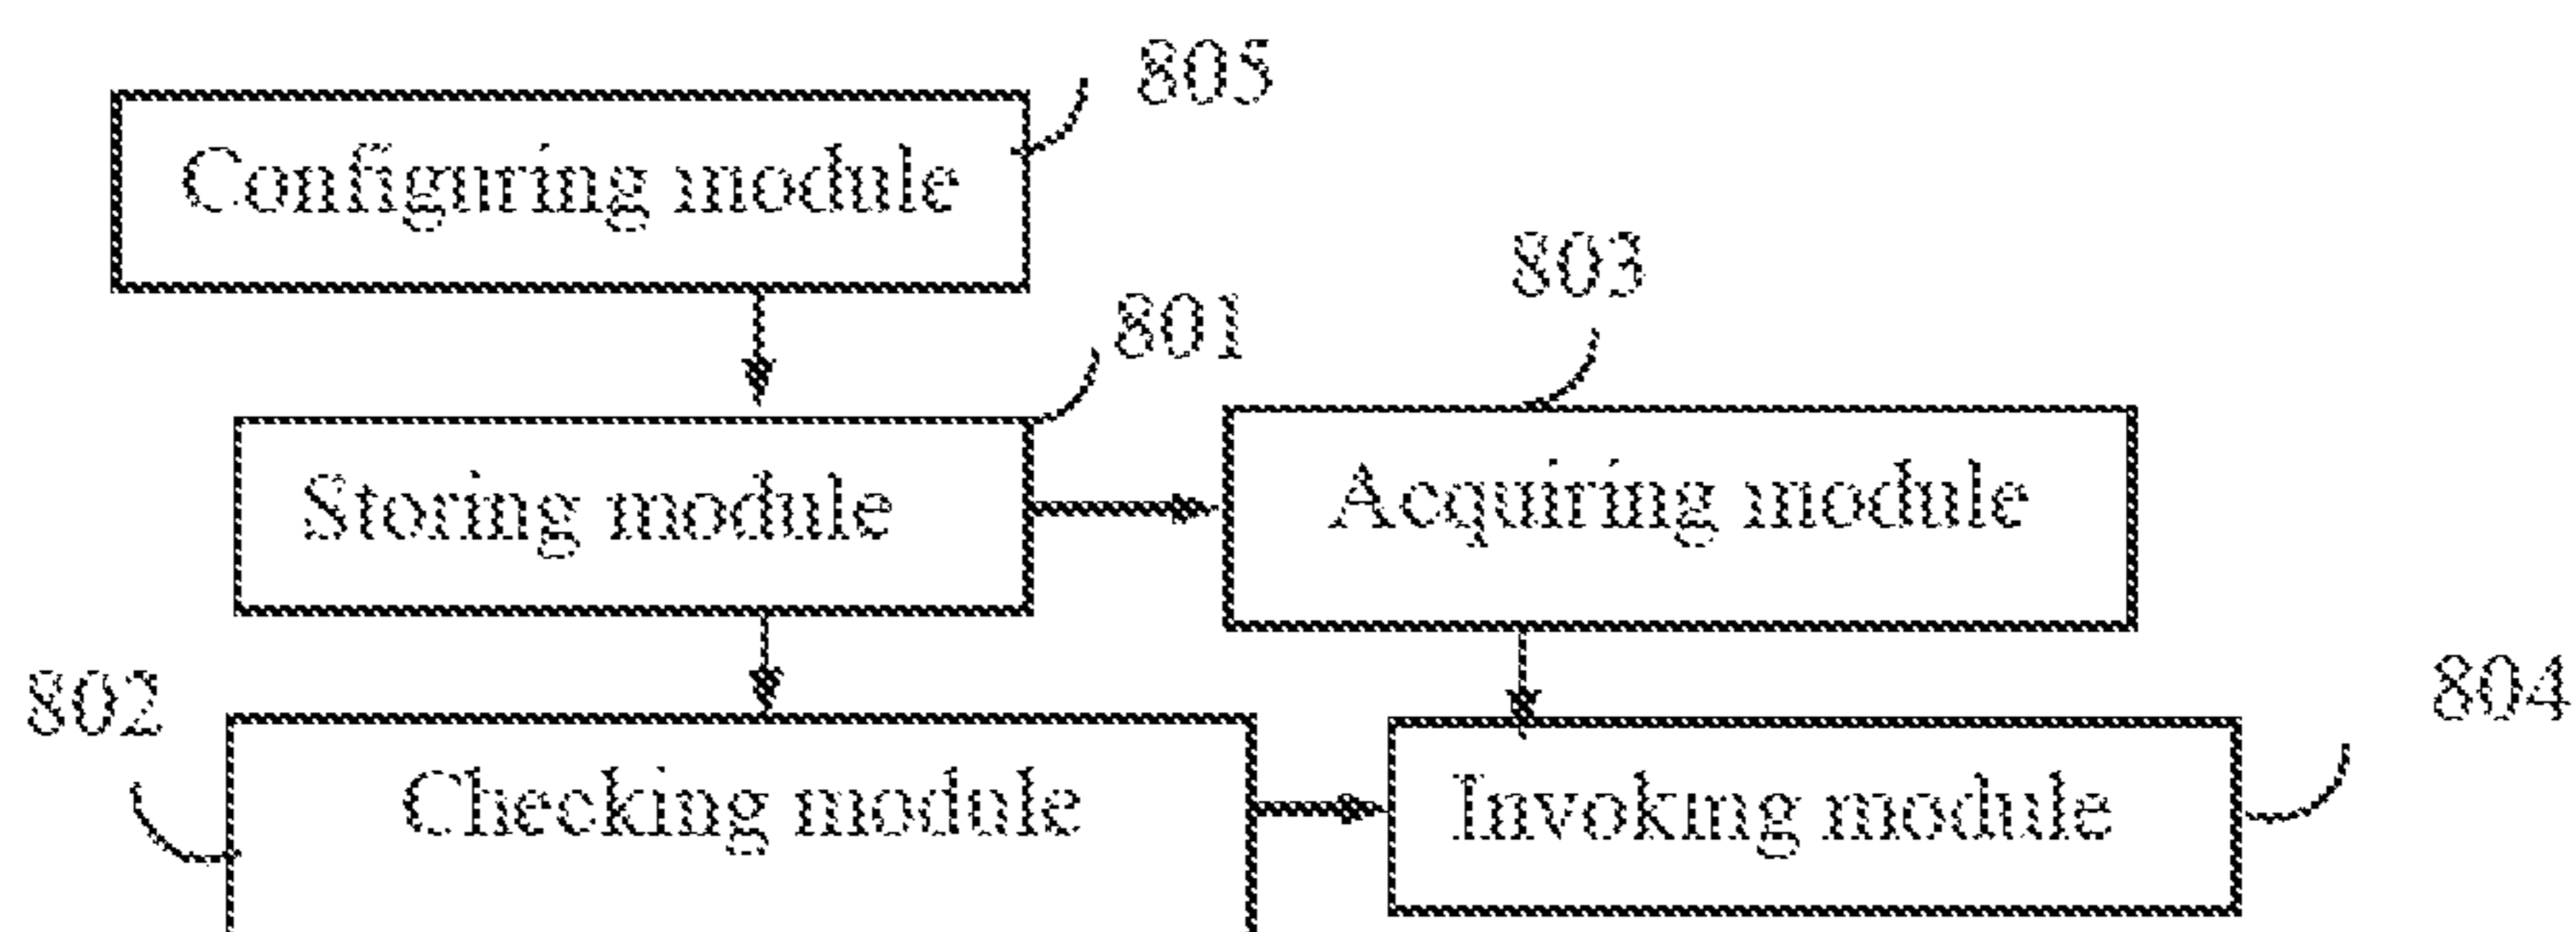 805
Configuring module
803
801
Storing module
Acquiring module
802
804
Checking module
Invoking module